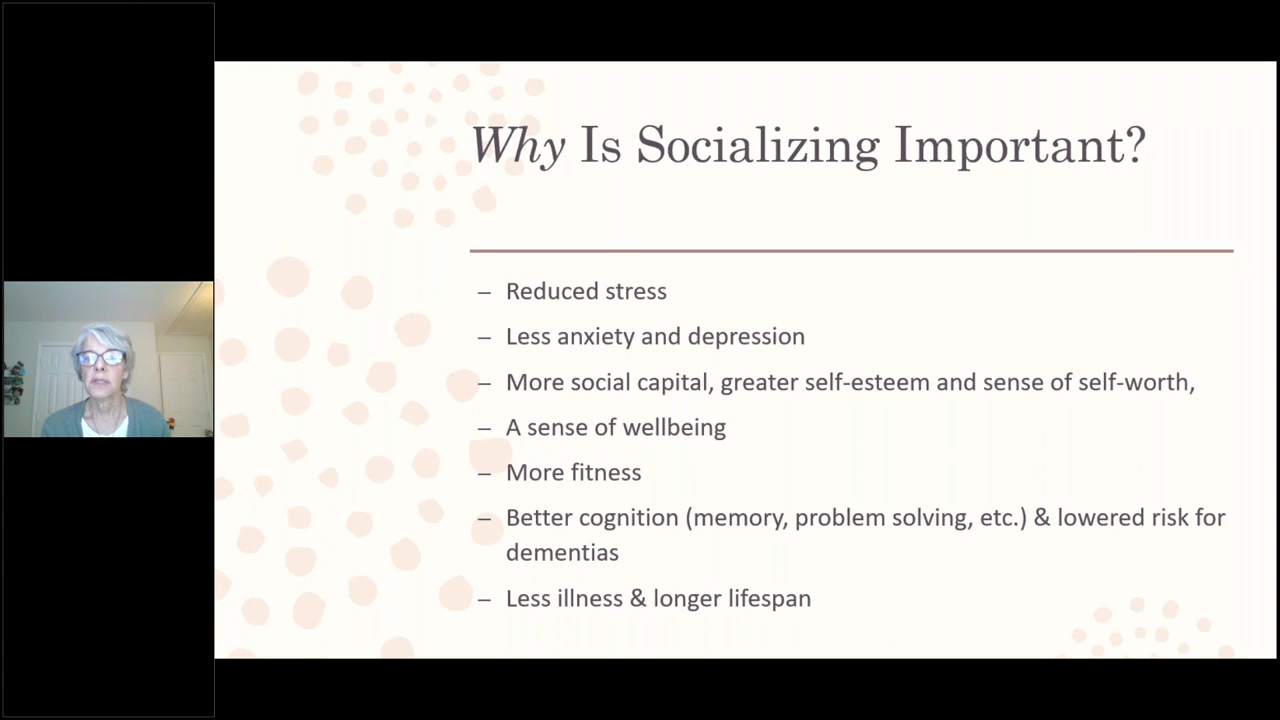 Why Is Socializing Important?
– Reduced stress
– Less anxiety and depression
– More social capital, greater self-esteem and sense of self-worth,
– A sense of wellbeing
– More fitness
– Better cognition (memory, problem solving, etc.) & lowered risk for
dementias
– Less illness & longer lifespan